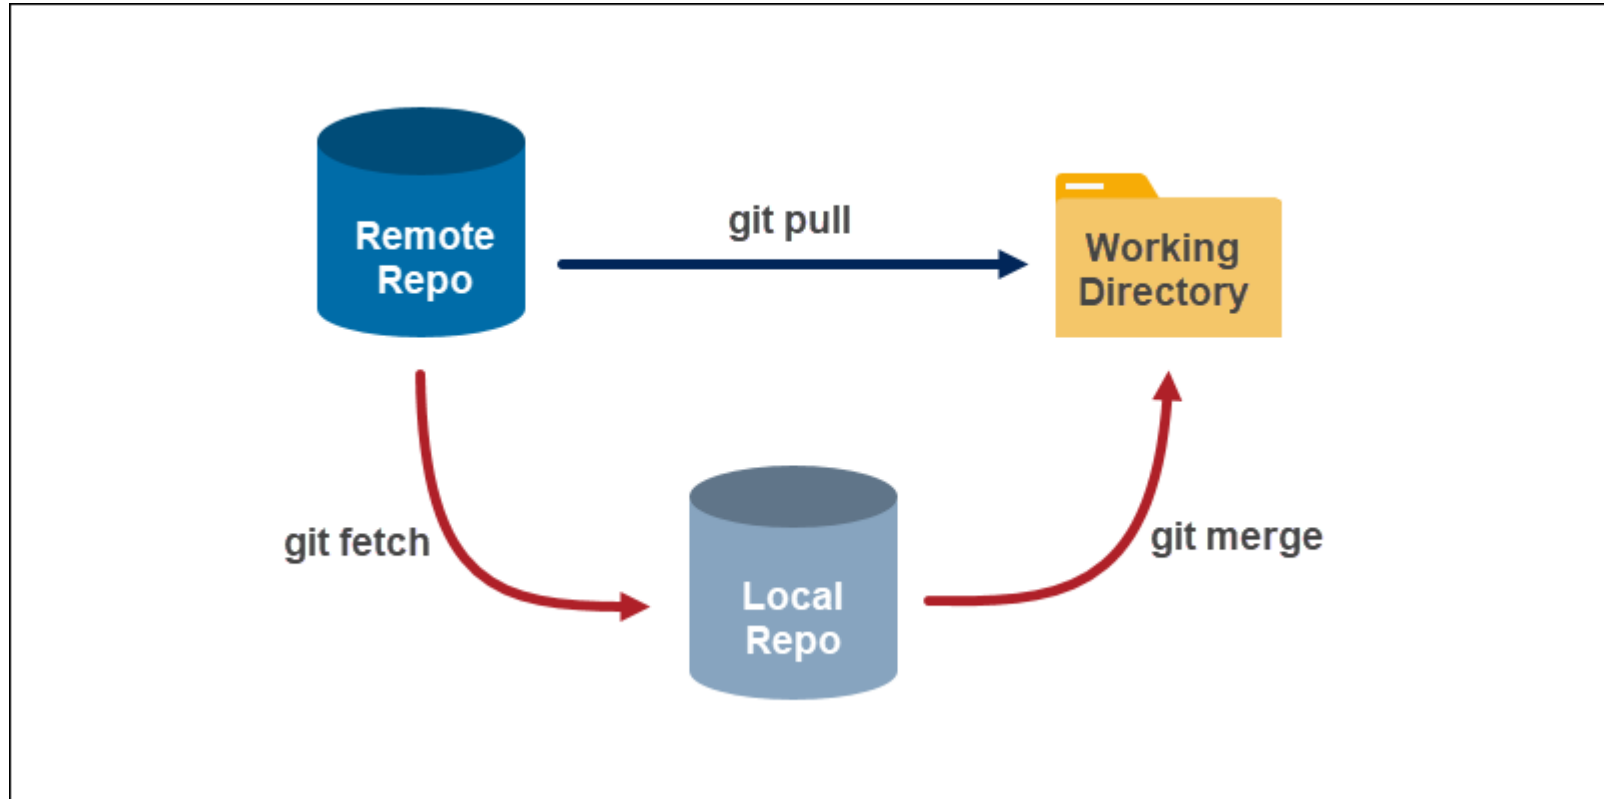 git pull
Remote
Repo
Working
Directory
git fetch
git merge
Local
Repo